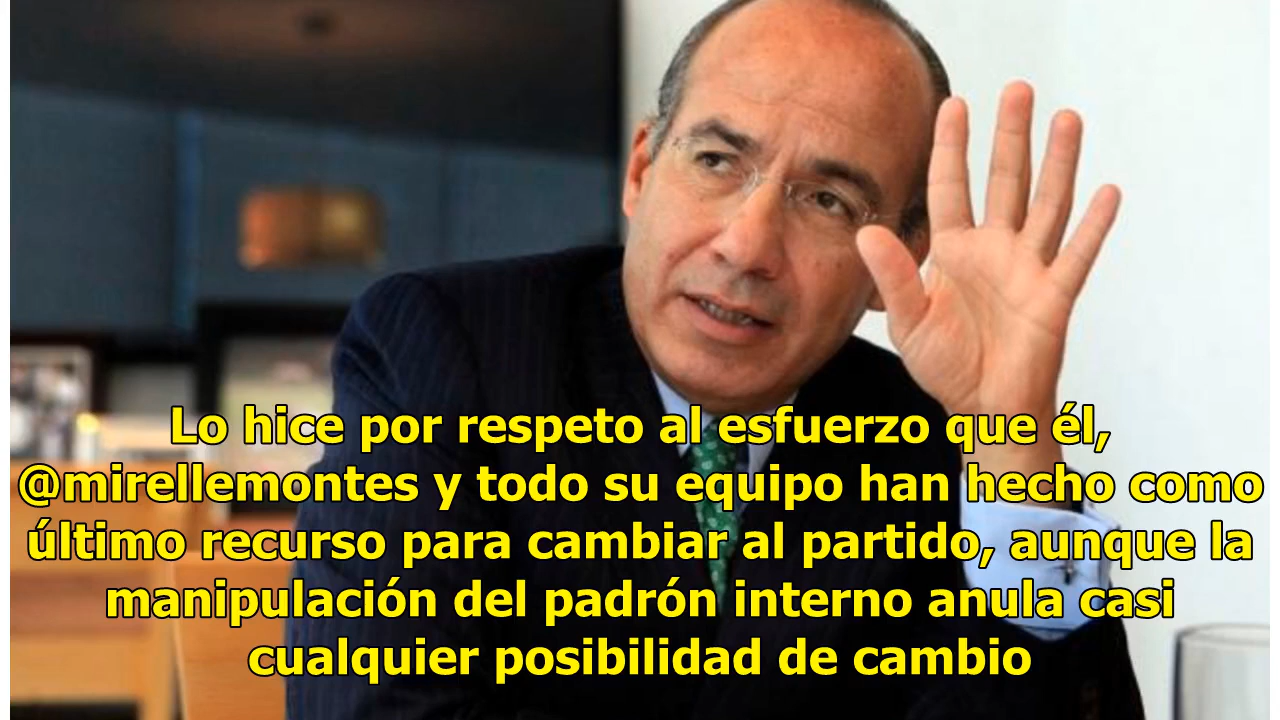 Lo hice por respeto al esfuerzo que él,
@mirellemontes y todo su equipo han hecho como
último recurso para cambiar al partido, aunque la
manipulación del padrón interno anula casi
cualquier posibilidad de cambio